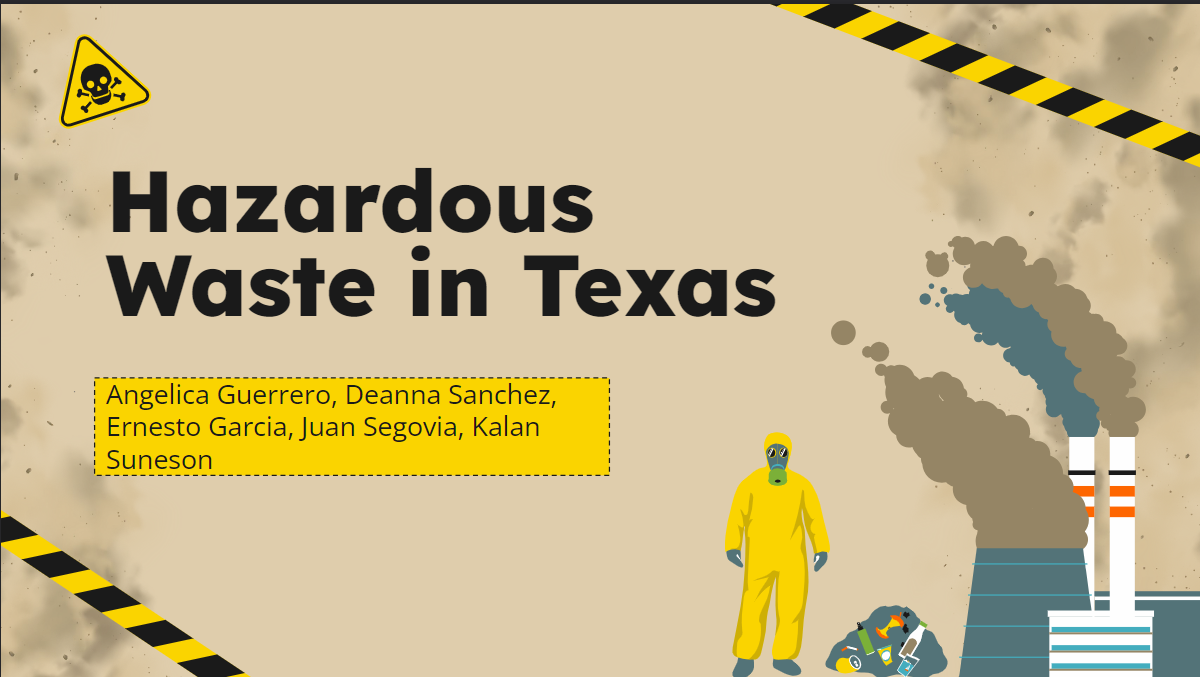 Hazardous
Waste in Texas
Angelica Guerrero, Deanna Sanchez,
Ernesto Garcia, Juan Segovia, Kalan
Suneson